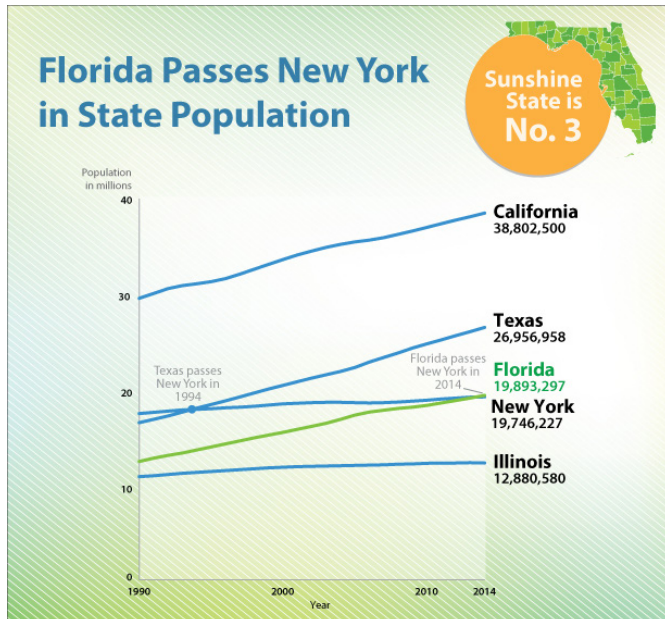 Florida Passes New York
in State Population
Sunshine
State is
No. 3
Population
in millions
40
30
20
10
0
California
38,802,500
Texas
26,956,958
Texas passes
New York in
1994
Florida passes
New York in
2014
Florida
19,893,297
New York
19,746,227
Illinois
12,880,580
1990
2000
2010
2014
Year